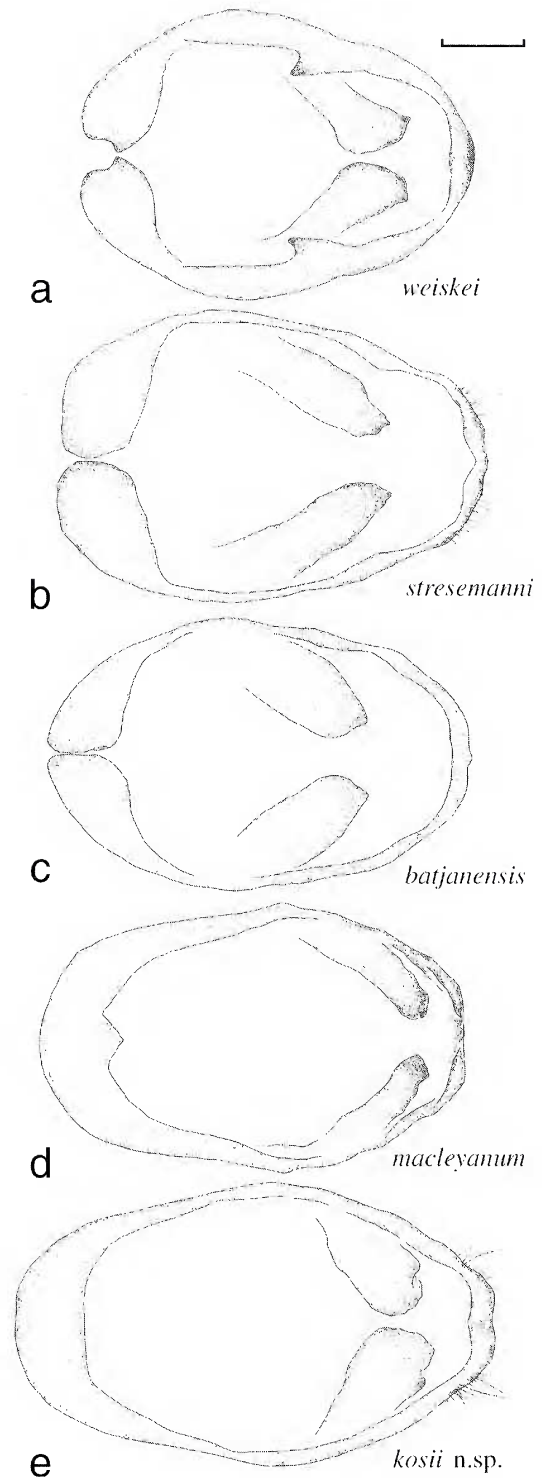 a weiskei
b stresemanni
c batjanensis
d macleyanum
e kosii n.sp.